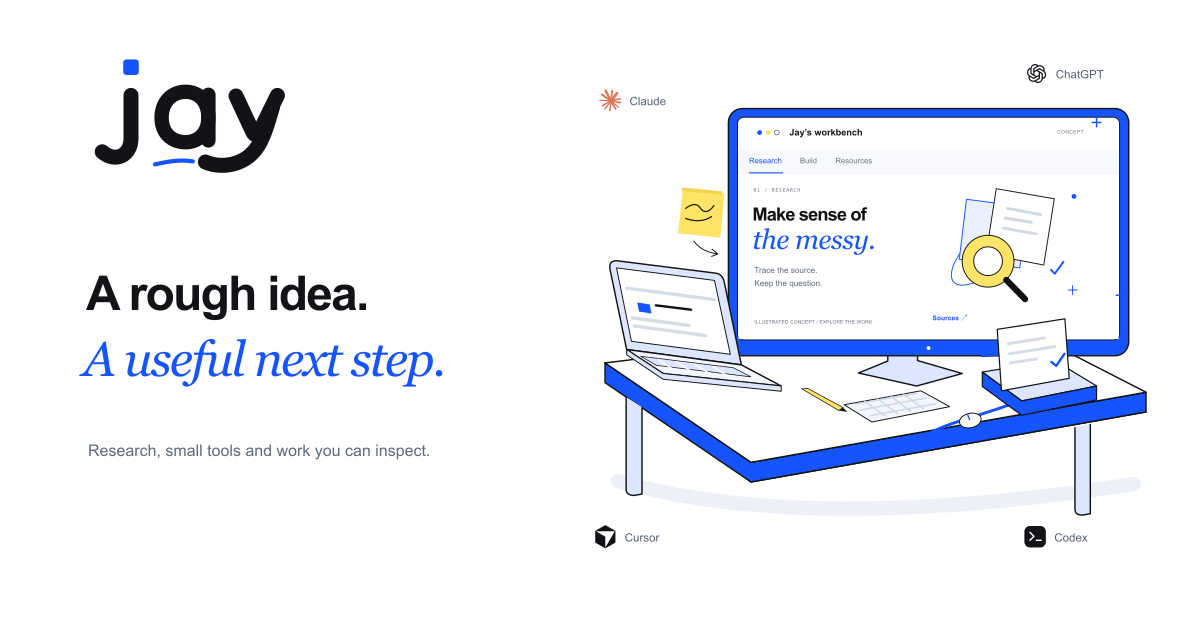 jay
A rough idea.
A useful next step.
Research, small tools and work you can inspect.
Claude
ChatGPT
Jay's workbench
CONCEPT
Research Build Resources
01 / RESEARCH
Make sense of
the messy.
Trace the source.
Keep the question.
ILLUSTRATED CONCEPT / EXPLORE THE WORK
Sources ↗
Cursor
Codex